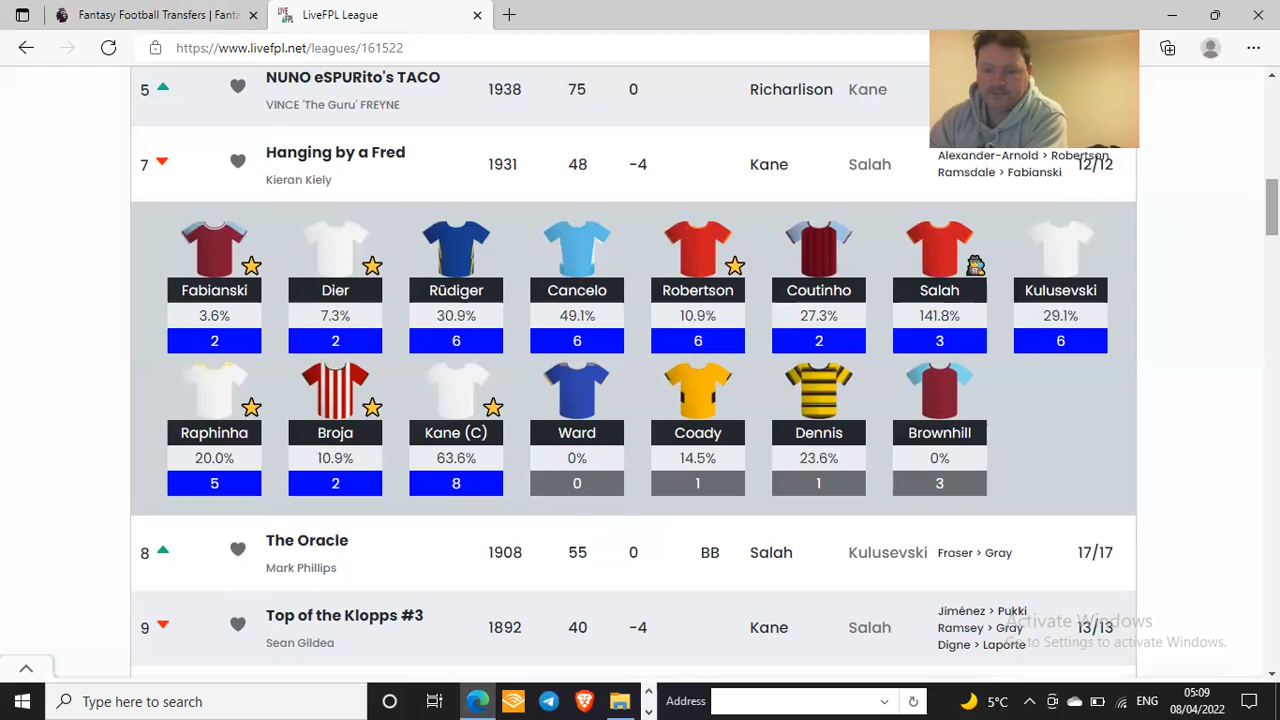 Fantasy Football Transfers | Fanta
LiveFPL League
https://www.livefpl.net/leagues/161522
5 NUNO eSPURito's TACO 1938 75 0 Richarlison Kane
VINCE 'The Guru' FREYNE
7 Hanging by a Fred 1931 48 -4 Kane Salah 12/12
Kieran Kiely
Alexander-Arnold > Robertson
Ramsdale > Fabianski
Fabianski Dier Rüdiger Cancelo Robertson Coutinho Salah Kulusevski
3.6% 7.3% 30.9% 49.1% 10.9% 27.3% 141.8% 29.1%
2 2 6 6 6 2 3 6
Raphinha Broja Kane (C) Ward Coady Dennis Brownhill
20.0% 10.9% 63.6% 0% 14.5% 23.6% 0%
5 2 8 0 1 1 3
8 The Oracle 1908 55 0 BB Salah Kulusevski Fraser > Gray 17/17
Mark Phillips
9 Top of the Klopps #3 1892 40 -4 Kane Salah 13/13
Sean Gildea
Jiménez > Pukki
Ramsey > Gray
Digne > Laporte
Activate Windows
Go to Settings to activate Windows.
Type here to search
Address
5°C
ENG
05:09
08/04/2022